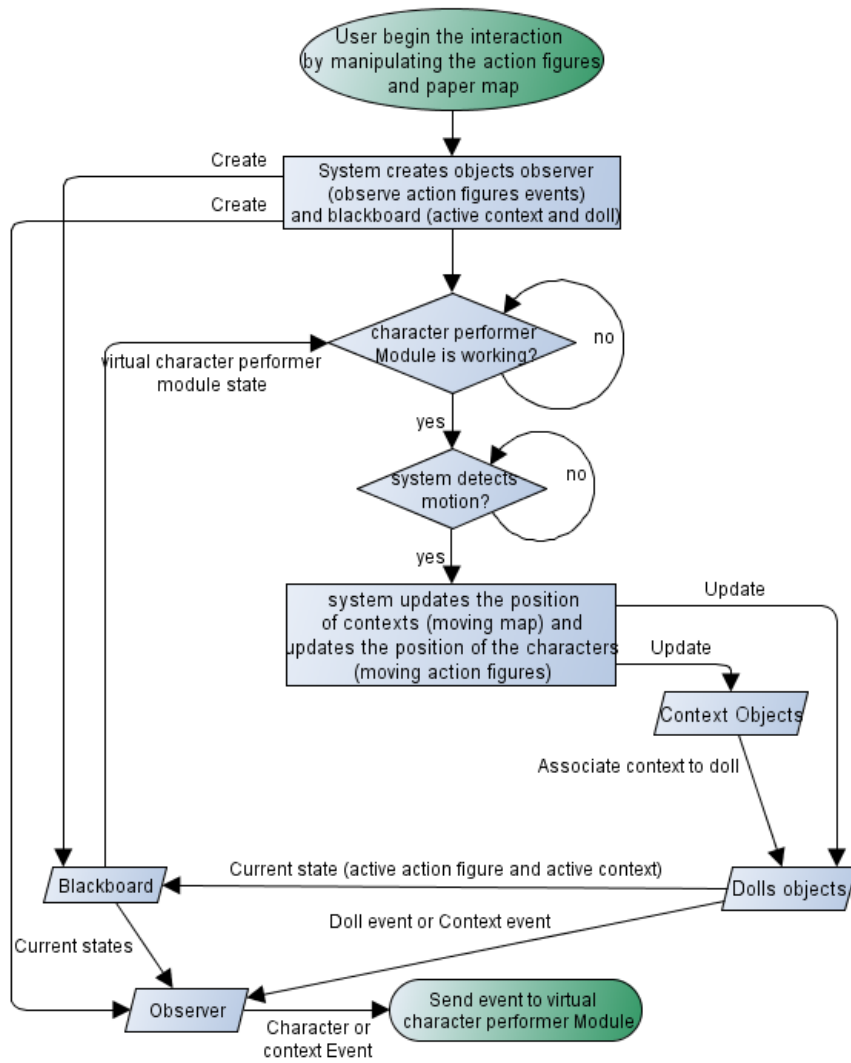 User begin the interaction
by manipulating the action figures
and paper map
Create
System creates objects observer
(observe action figures events)
and blackboard (active context and doll)
Create
character performer
Module is working?
no
virtual character performer
module state
yes
system detects
motion?
no
yes
system updates the position
of contexts (moving map) and
updates the position of the characters
(moving action figures)
Update
Update
Context Objects
Associate context to doll
Current state (active action figure and active context)
Blackboard
Dolls objects
Doll event or Context event
Current states
Observer
Send event to virtual
character performer Module
Character or
context Event